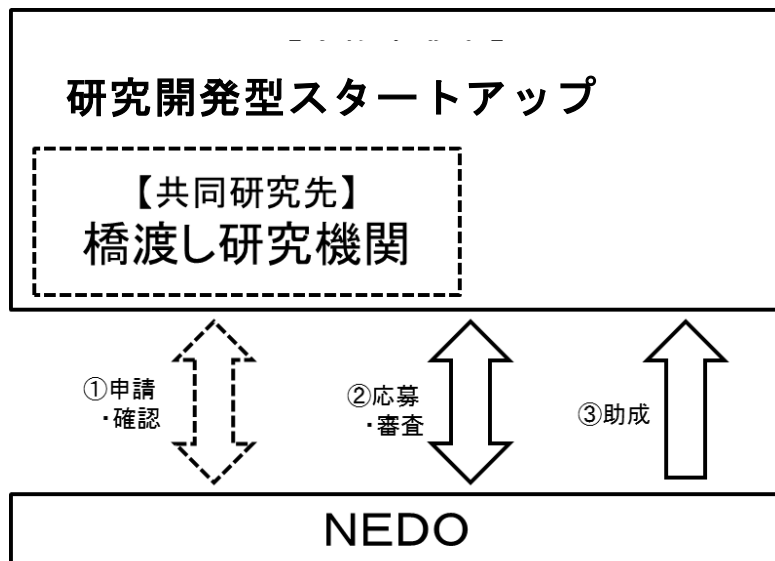 研究開発型スタートアップ
【共同研究先】
橋渡し研究機関
①申請
・確認
②応募
・審査
③助成
NEDO